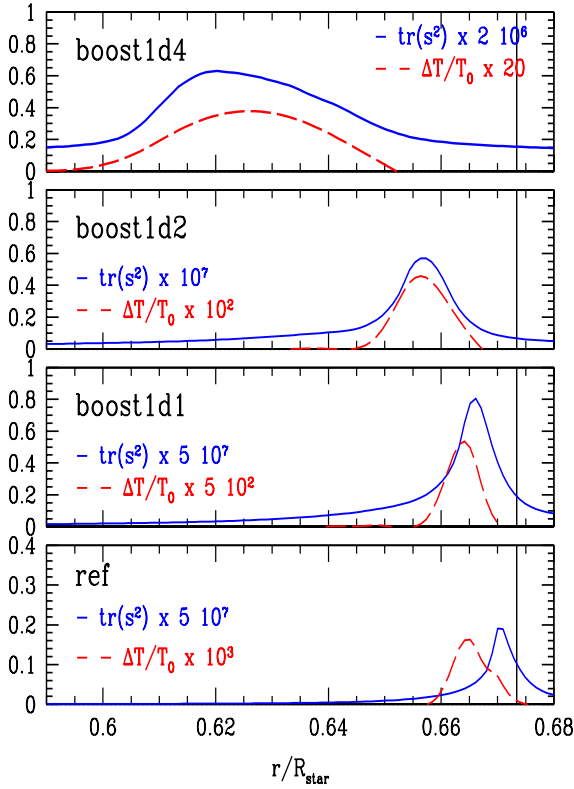 1
0.8
0.6
0.4
0.2
0
boost1d4
– tr(s²) x 2 10⁶
– – ΔT/T₀ x 20
0.8
0.6
0.4
0.2
0
boost1d2
– tr(s²) x 10⁷
– – ΔT/T₀ x 10²
0.8
0.6
0.4
0.2
0
boost1d1
– tr(s²) x 5 10⁷
– – ΔT/T₀ x 5 10²
0.4
0.3
0.2
0.1
0
ref
– tr(s²) x 5 10⁷
– – ΔT/T₀ x 10³
0.6 0.62 0.64 0.66 0.68
r/R_star